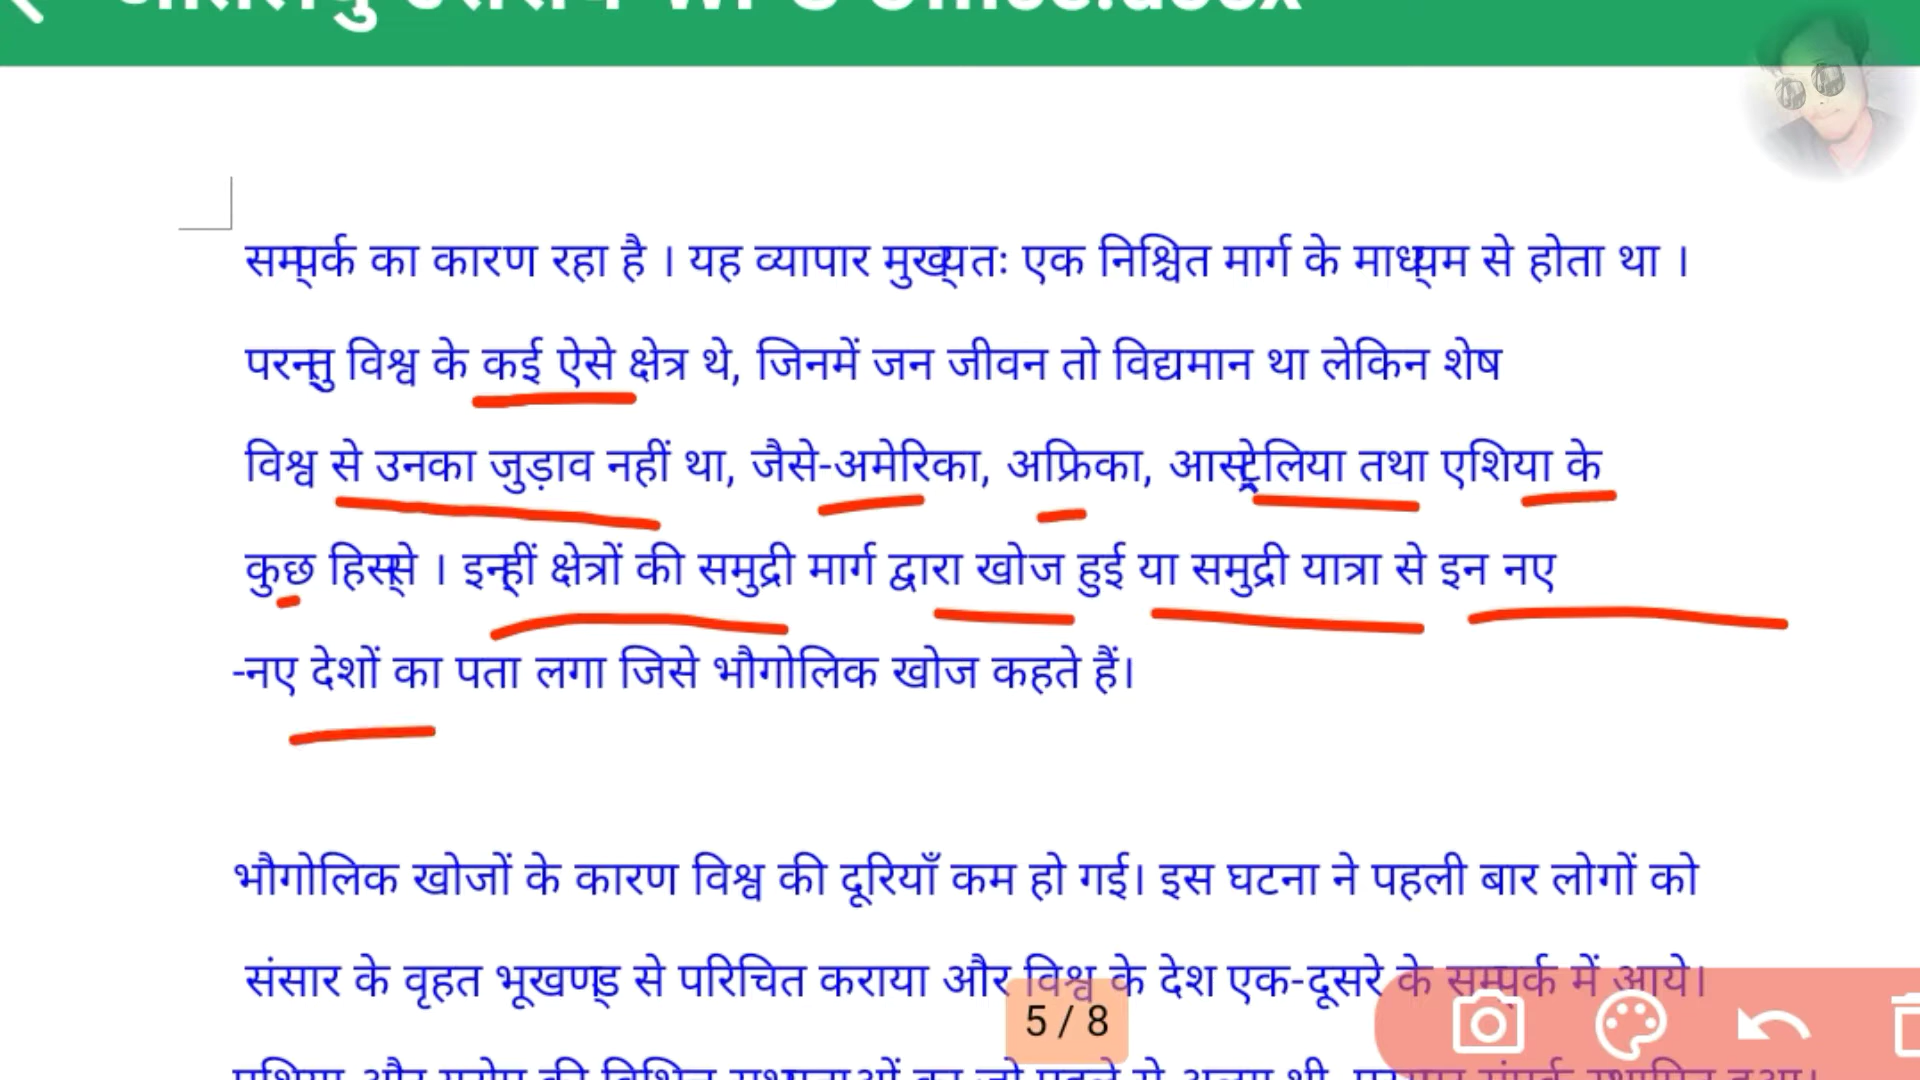 सम्पर्क का कारण रहा है । यह व्यापार मुख्यतः एक निश्चित मार्ग के माध्यम से होता था ।
परन्तु विश्व के कई ऐसे क्षेत्र थे, जिनमें जन जीवन तो विद्यमान था लेकिन शेष
विश्व से उनका जुड़ाव नहीं था, जैसे-अमेरिका, अफ्रिका, आस्ट्रेलिया तथा एशिया के
कुछ हिस्से । इन्हीं क्षेत्रों की समुद्री मार्ग द्वारा खोज हुई या समुद्री यात्रा से इन नए
-नए देशों का पता लगा जिसे भौगोलिक खोज कहते हैं।
भौगोलिक खोजों के कारण विश्व की दूरियाँ कम हो गई। इस घटना ने पहली बार लोगों को
संसार के वृहत भूखण्ड से परिचित कराया और विश्व के देश एक-दूसरे के सम्पर्क में आये।
5 / 8